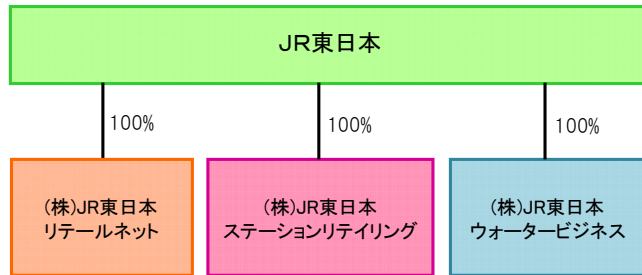 JR東日本
100%
100%
100%
(株)JR東日本
リテールネット
(株)JR東日本
ステーションリテイリング
(株)JR東日本
ウォータービジネス